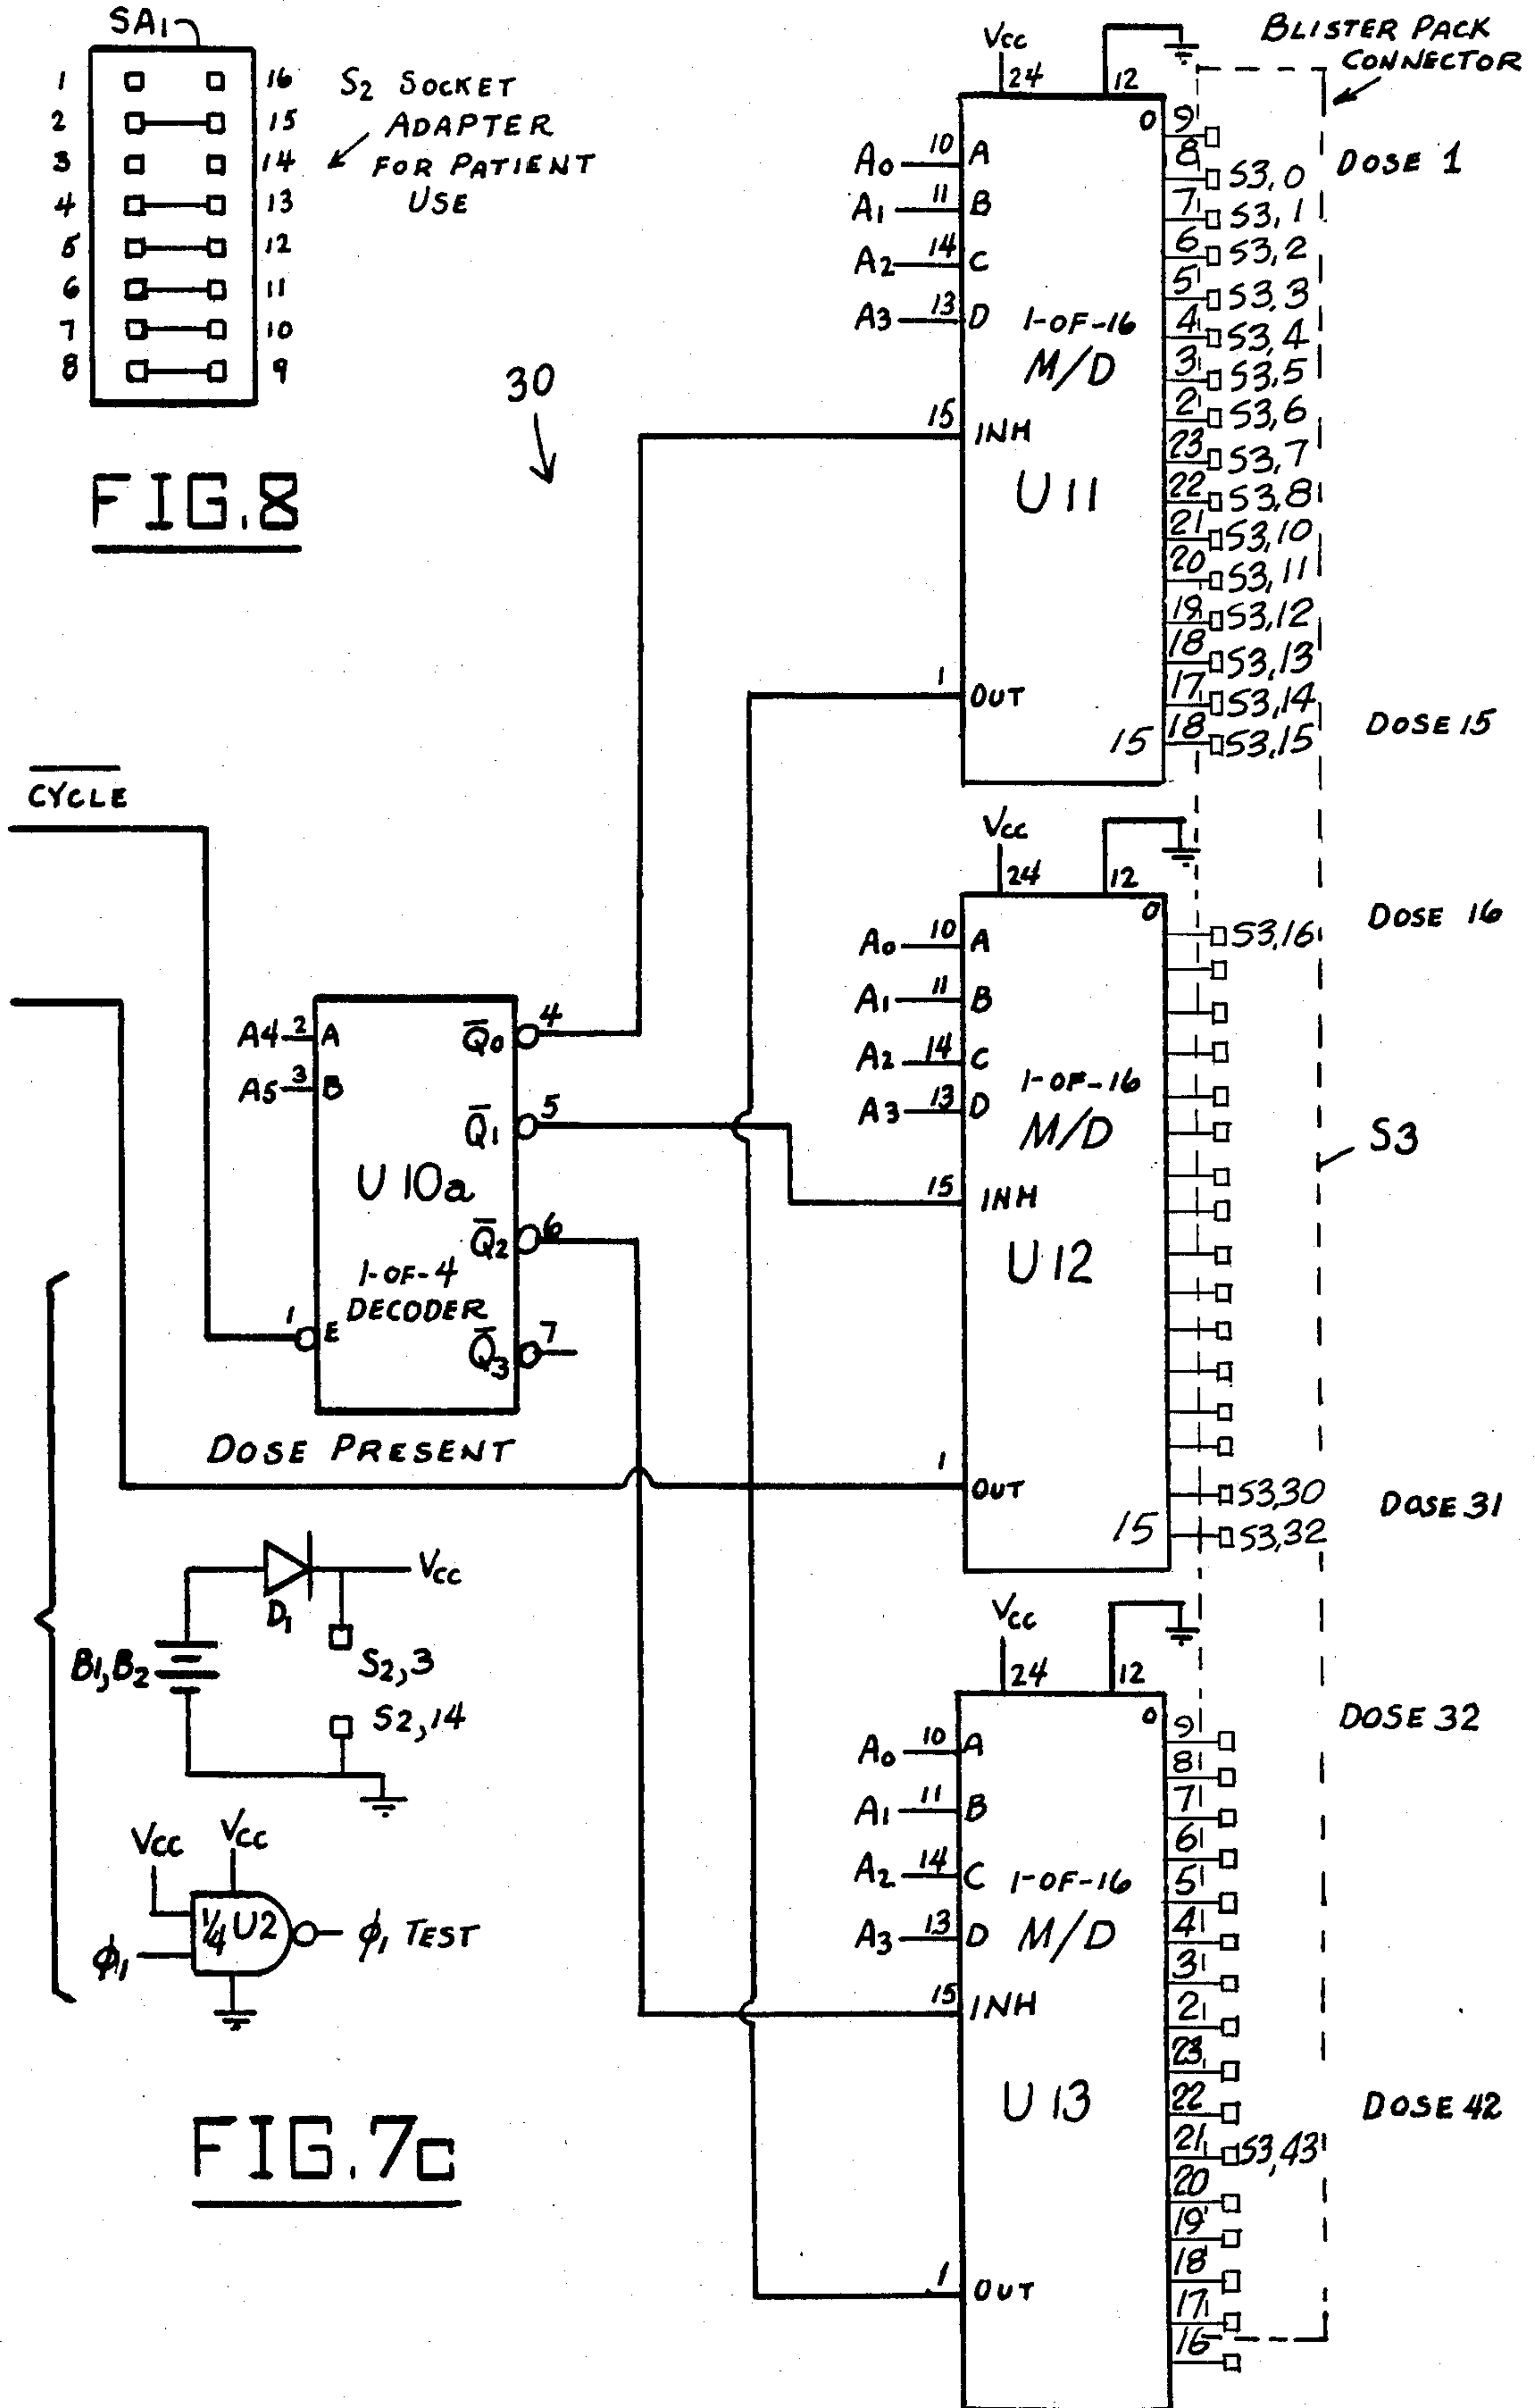 SA1
1 16
2 15
3 14
4 13
5 12
6 11
7 10
8 9
S2 SOCKET
ADAPTER
FOR PATIENT
USE
FIG.8
30
BLISTER PACK
CONNECTOR
Vcc
24
12
A0 10 A
A1 11 B
A2 14 C
A3 13 D
1-OF-16
M/D
15 INH
U11
1 OUT
0
15
9
8 S3,0
7 S3,1
6 S3,2
5 S3,3
4 S3,4
3 S3,5
2 S3,6
23 S3,7
22 S3,8
21 S3,10
20 S3,11
19 S3,12
18 S3,13
17 S3,14
18 S3,15
DOSE 1
DOSE 15
CYCLE
A4 2 A
A5 3 B
Q̅0 4
Q̅1 5
U10a
Q̅2 6
1-OF-4
DECODER
1 E
Q̅3 7
DOSE PRESENT
Vcc
24
12
A0 10 A
A1 11 B
A2 14 C
A3 13 D
1-OF-16
M/D
15 INH
U12
1 OUT
0
15
S3,16
S3,30
S3,32
DOSE 16
S3
DOSE 31
D1
Vcc
B1,B2
S2,3
S2,14
Vcc
Vcc
1/4 U2
ϕ1
ϕ1 TEST
Vcc
24
12
A0 10 A
A1 11 B
A2 14 C
A3 13 D
1-OF-16
M/D
15 INH
U13
1 OUT
0
9
8
7
6
5
4
3
2
23
22
21 S3,43
20
19
18
17
16
DOSE 32
DOSE 42
FIG.7c